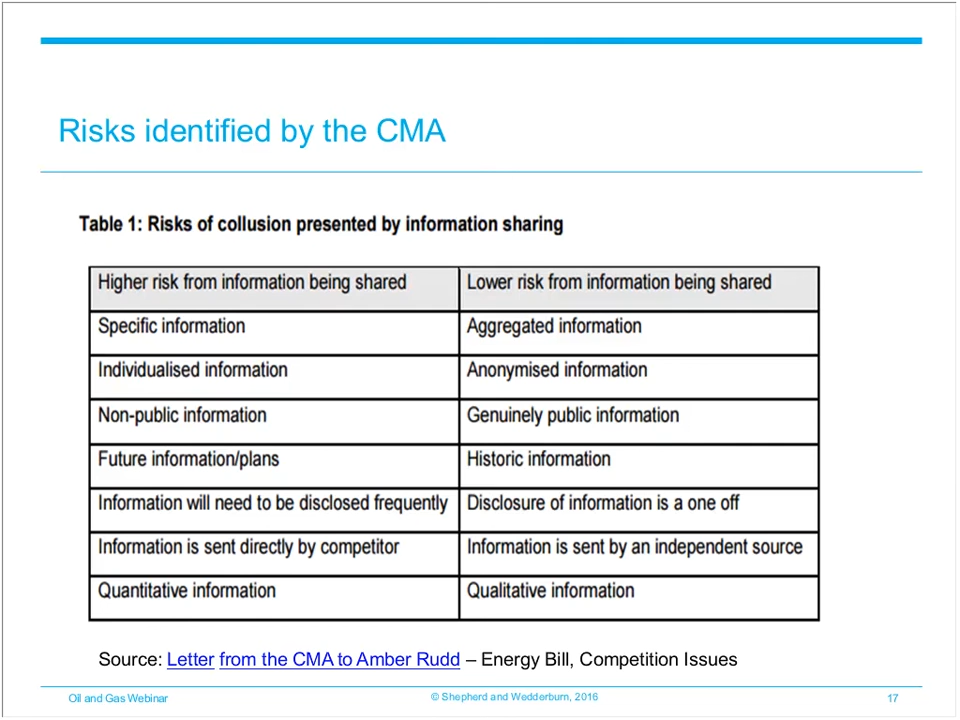 Risks identified by the CMA
Table 1: Risks of collusion presented by information sharing
Higher risk from information being shared
Lower risk from information being shared
Specific information
Aggregated information
Individualised information
Anonymised information
Non-public information
Genuinely public information
Future information/plans
Historic information
Information will need to be disclosed frequently
Disclosure of information is a one off
Information is sent directly by competitor
Information is sent by an independent source
Quantitative information
Qualitative information
Source: Letter from the CMA to Amber Rudd – Energy Bill, Competition Issues
Oil and Gas Webinar
© Shepherd and Wedderburn, 2016
17